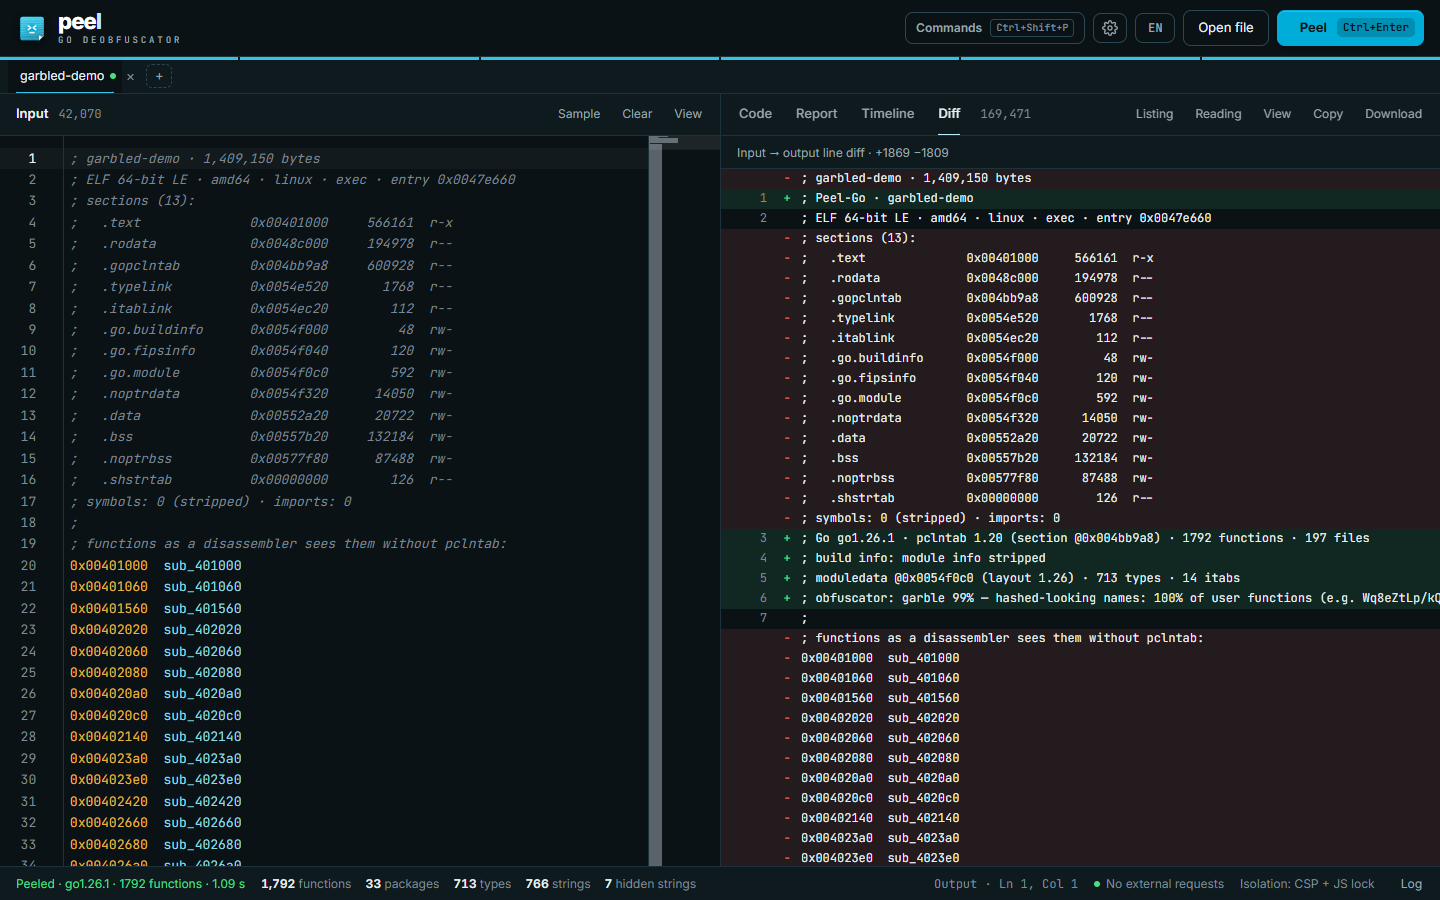 peel
GO DEOBFUSCATOR
Commands Ctrl+Shift+P
EN
Open file
Peel Ctrl+Enter
garbled-demo ● × +
Input 42,070 Sample Clear View
Code Report Timeline Diff 169,471 Listing Reading View Copy Download
Input → output line diff · +1869 −1809
1 ; garbled-demo · 1,409,150 bytes
2 ; ELF 64-bit LE · amd64 · linux · exec · entry 0x0047e660
3 ; sections (13):
4 ; .text 0x00401000 566161 r-x
5 ; .rodata 0x0048c000 194978 r--
6 ; .gopclntab 0x004bb9a8 600928 r--
7 ; .typelink 0x0054e520 1768 r--
8 ; .itablink 0x0054ec20 112 r--
9 ; .go.buildinfo 0x0054f000 48 rw-
10 ; .go.fipsinfo 0x0054f040 120 rw-
11 ; .go.module 0x0054f0c0 592 rw-
12 ; .noptrdata 0x0054f320 14050 rw-
13 ; .data 0x00552a20 20722 rw-
14 ; .bss 0x00557b20 132184 rw-
15 ; .noptrbss 0x00577f80 87488 rw-
16 ; .shstrtab 0x00000000 126 r--
17 ; symbols: 0 (stripped) · imports: 0
18 ;
19 ; functions as a disassembler sees them without pclntab:
20 0x00401000 sub_401000
21 0x00401060 sub_401060
22 0x00401560 sub_401560
23 0x00402020 sub_402020
24 0x00402060 sub_402060
25 0x00402080 sub_402080
26 0x004020a0 sub_4020a0
27 0x004020c0 sub_4020c0
28 0x00402140 sub_402140
29 0x004023a0 sub_4023a0
30 0x004023e0 sub_4023e0
31 0x00402420 sub_402420
32 0x00402660 sub_402660
33 0x00402680 sub_402680
34 0x004026a0 sub_4026a0
- ; garbled-demo · 1,409,150 bytes
1 + ; Peel-Go · garbled-demo
2 ; ELF 64-bit LE · amd64 · linux · exec · entry 0x0047e660
- ; sections (13):
- ; .text 0x00401000 566161 r-x
- ; .rodata 0x0048c000 194978 r--
- ; .gopclntab 0x004bb9a8 600928 r--
- ; .typelink 0x0054e520 1768 r--
- ; .itablink 0x0054ec20 112 r--
- ; .go.buildinfo 0x0054f000 48 rw-
- ; .go.fipsinfo 0x0054f040 120 rw-
- ; .go.module 0x0054f0c0 592 rw-
- ; .noptrdata 0x0054f320 14050 rw-
- ; .data 0x00552a20 20722 rw-
- ; .bss 0x00557b20 132184 rw-
- ; .noptrbss 0x00577f80 87488 rw-
- ; .shstrtab 0x00000000 126 r--
- ; symbols: 0 (stripped) · imports: 0
3 + ; Go go1.26.1 · pclntab 1.20 (section @0x004bb9a8) · 1792 functions · 197 files
4 + ; build info: module info stripped
5 + ; moduledata @0x0054f0c0 (layout 1.26) · 713 types · 14 itabs
6 + ; obfuscator: garble 99% — hashed-looking names: 100% of user functions (e.g. Wq8eZtLp/kQ
7 ;
- ; functions as a disassembler sees them without pclntab:
- 0x00401000 sub_401000
- 0x00401060 sub_401060
- 0x00401560 sub_401560
- 0x00402020 sub_402020
- 0x00402060 sub_402060
- 0x00402080 sub_402080
- 0x004020a0 sub_4020a0
- 0x004020c0 sub_4020c0
- 0x00402140 sub_402140
- 0x004023a0 sub_4023a0
- 0x004023e0 sub_4023e0
Peeled · go1.26.1 · 1792 functions · 1.09 s 1,792 functions 33 packages 713 types 766 strings 7 hidden strings
Output · Ln 1, Col 1 ● No external requests Isolation: CSP + JS lock Log